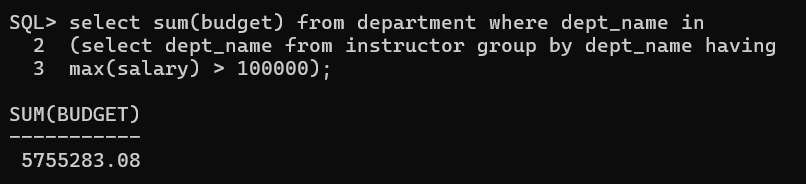 SQL> select sum(budget) from department where dept_name in
  2  (select dept_name from instructor group by dept_name having
  3  max(salary) > 100000);
SUM(BUDGET)
-----------
 5755283.08